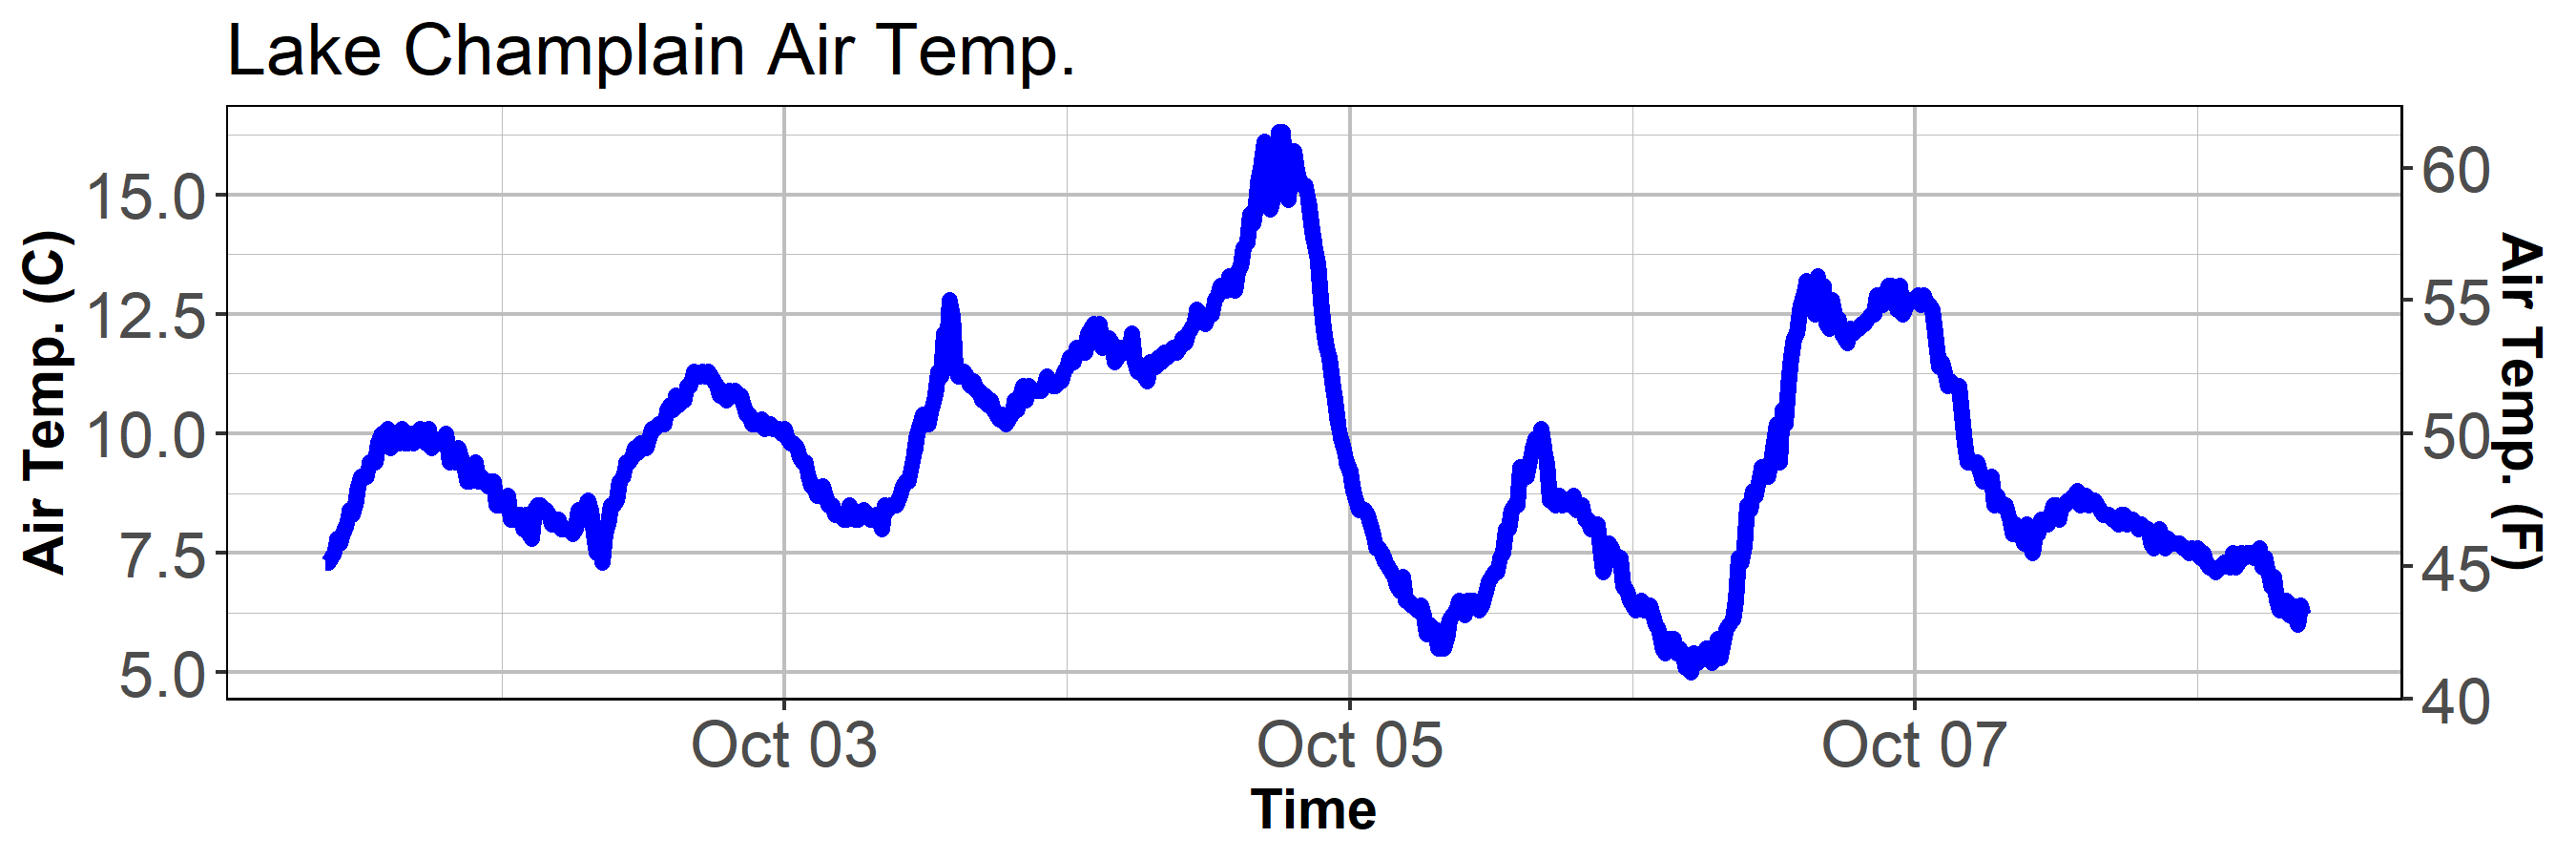 Lake Champlain Air Temp.
Air Temp. (C)
15.0
12.5
10.0
7.5
5.0
60
55
50
45
40
Air Temp. (F)
Oct 03
Oct 05
Oct 07
Time